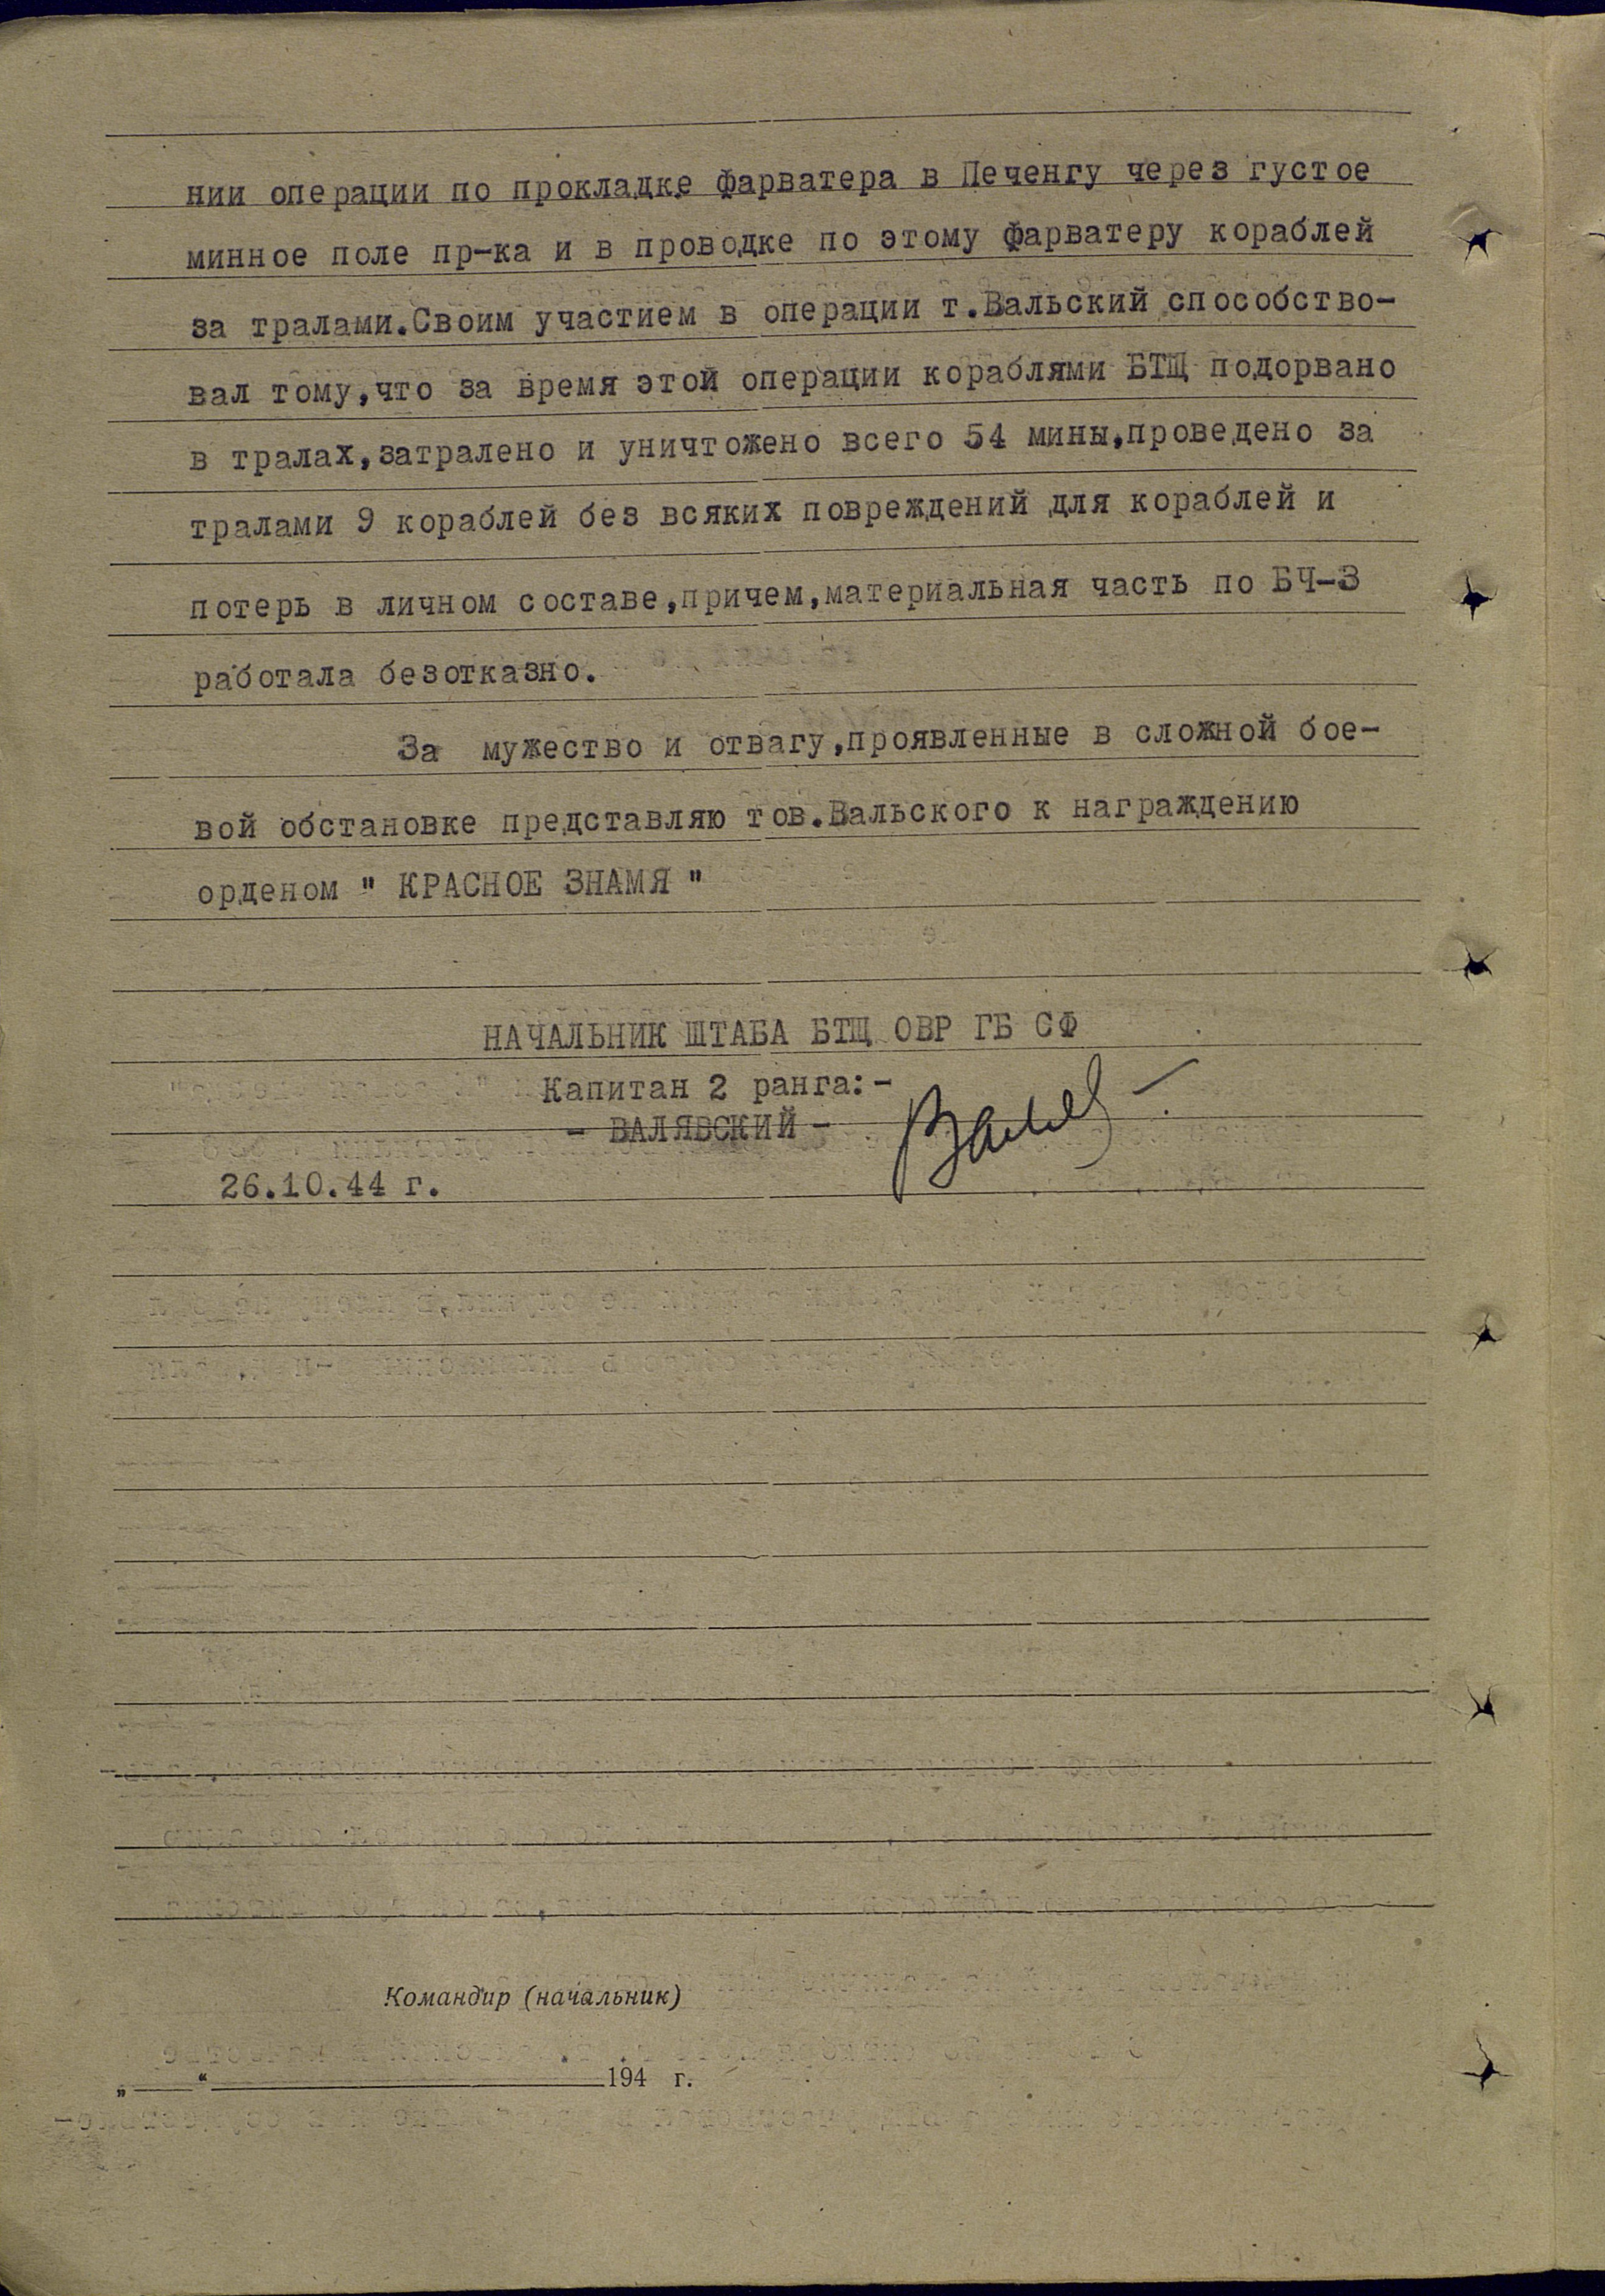 нии операции по прокладке фарватера в Печенгу через густое
минное поле пр-ка и в проводке по этому фарватеру кораблей
за тралами.Своим участием в операции т.Вальский способство-
вал тому,что за время этой операции кораблями БТЩ подорвано
в тралах,затралено и уничтожено всего 54 мины,проведено за
тралами 9 кораблей без всяких повреждений для кораблей и
потерь в личном составе,причем,материальная часть по БЧ-3
работала безотказно.
За мужество и отвагу,проявленные в сложной бое-
вой обстановке представляю тов.Вальского к награждению
орденом " КРАСНОЕ ЗНАМЯ "
НАЧАЛЬНИК ШТАБА БТЩ ОВР ГБ СФ
Капитан 2 ранга:-
- ВАЛЯВСКИЙ -
26.10.44 г.
Командир (начальник)
„ “ 194 г.